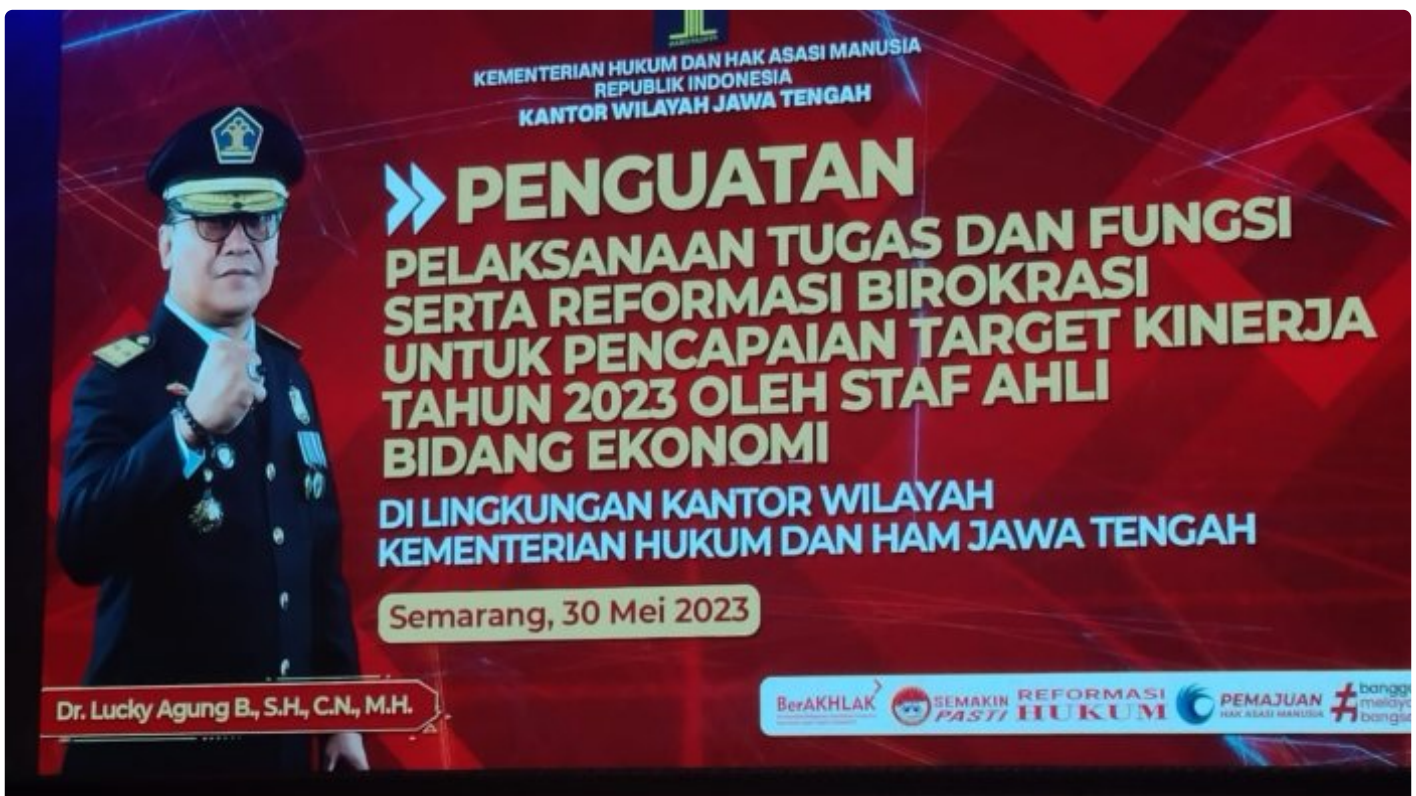 KEMENTERIAN HUKUM DAN HAK ASASI MANUSIA
REPUBLIK INDONESIA
KANTOR WILAYAH JAWA TENGAH
PENGUATAN
PELAKSANAAN TUGAS DAN FUNGSI
SERTA REFORMASI BIROKRASI
UNTUK PENCAPAIAN TARGET KINERJA
TAHUN 2023 OLEH STAF AHLI
BIDANG EKONOMI
DI LINGKUNGAN KANTOR WILAYAH
KEMENTERIAN HUKUM DAN HAM JAWA TENGAH
Semarang, 30 Mei 2023
Dr. Lucky Agung B., S.H., C.N., M.H.
BerAKHLAK
SEMAKIN
PASTI
REFORMASI
HUKUM
PEMAJUAN
HAK ASASI MANUSIA
#bangg
melay
bangs